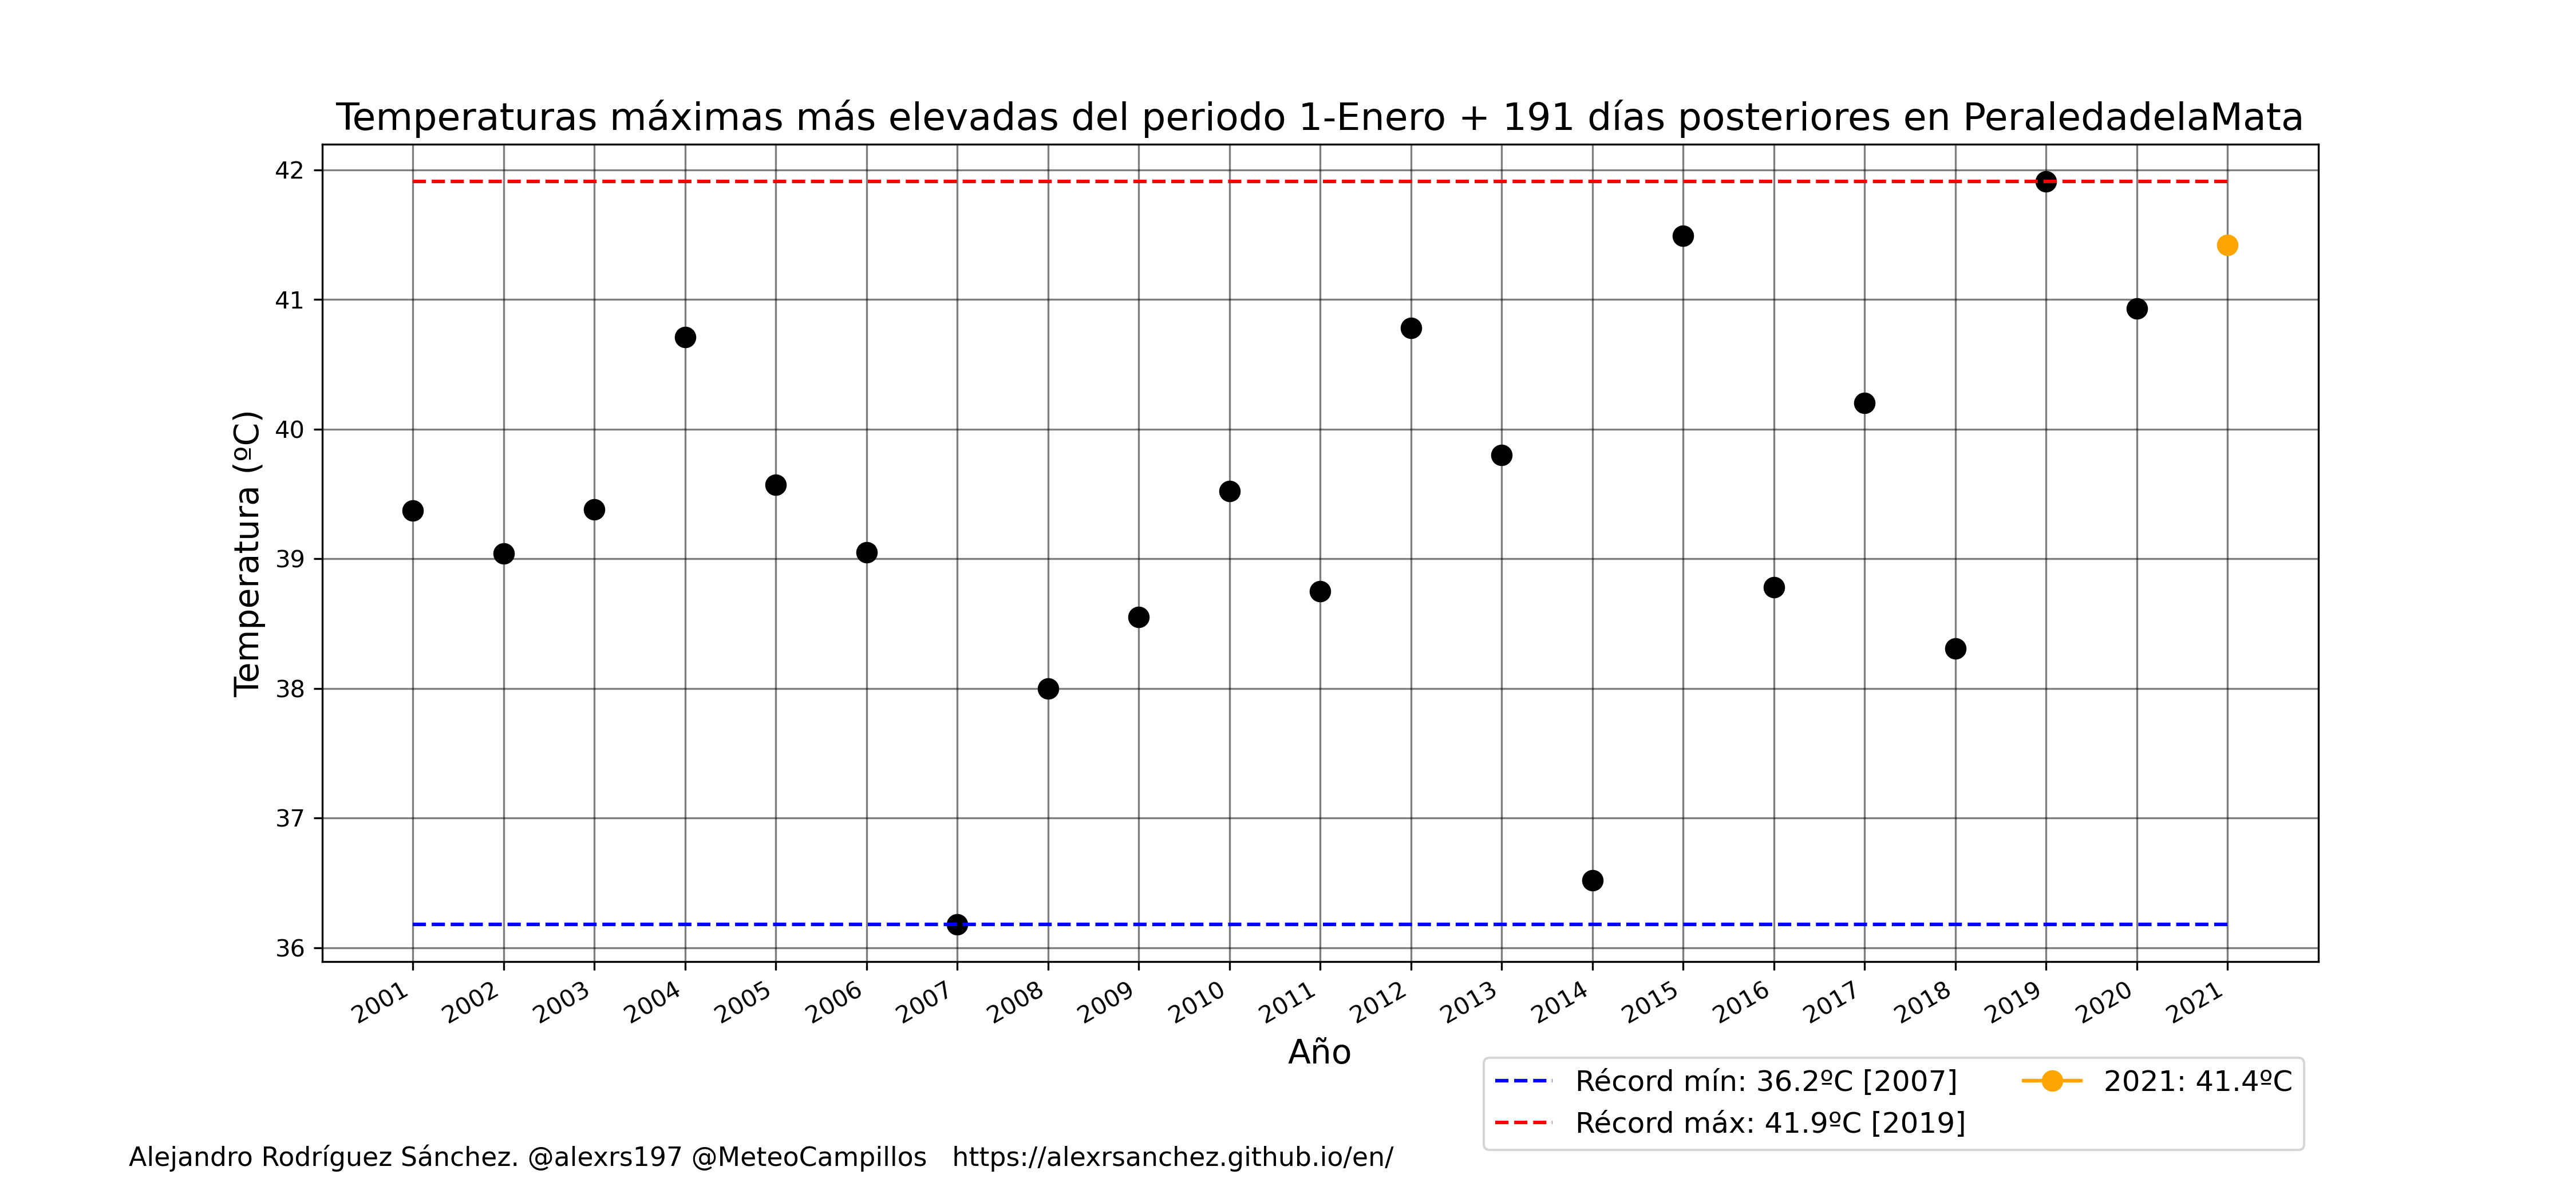 Temperaturas máximas más elevadas del periodo 1-Enero + 191 días posteriores en PeraledadelaMata
Temperatura (ºC)
42
41
40
39
38
37
36
2001 2002 2003 2004 2005 2006 2007 2008 2009 2010 2011 2012 2013 2014 2015 2016 2017 2018 2019 2020 2021
Año
Récord mín: 36.2ºC [2007]
Récord máx: 41.9ºC [2019]
2021: 41.4ºC
Alejandro Rodríguez Sánchez. @alexrs197 @MeteoCampillos https://alexrsanchez.github.io/en/